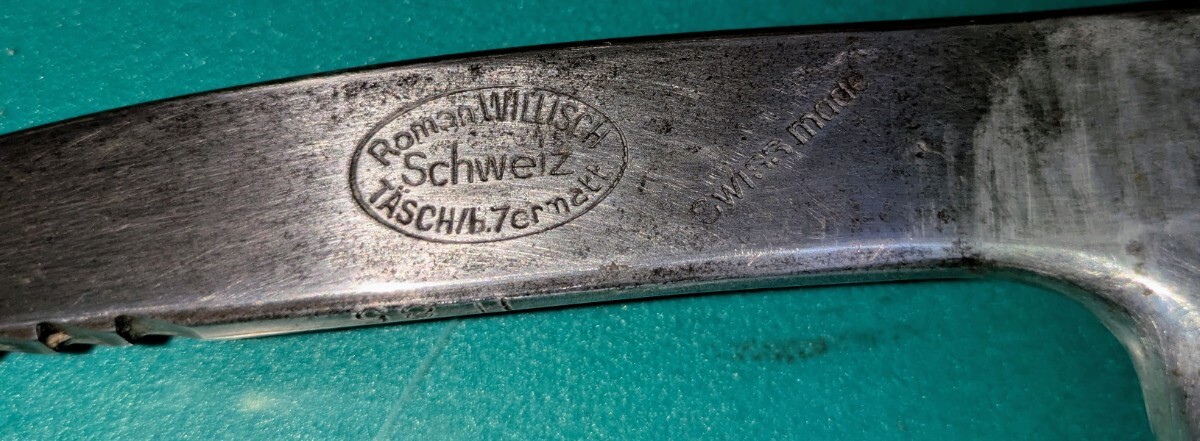 Roman WILLISCH
Schweiz
TÄSCH/b.Zermatt
Swiss made